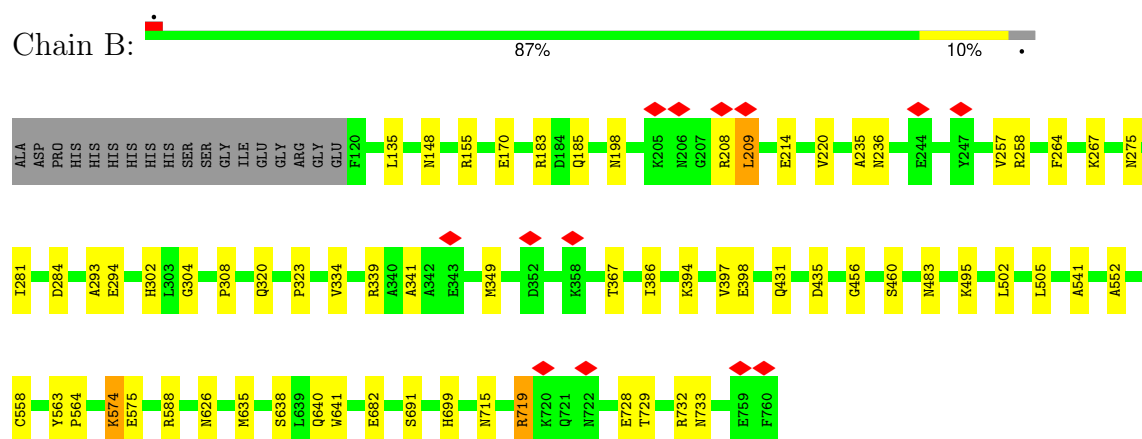 Chain B:
87% 10%
ALA ASP PRO HIS HIS HIS HIS HIS HIS SER SER GLY ILE GLU GLY ARG GLY GLU F120 L135 N148 R155 E170 R183 D184 Q185 N198 K205 N206 G207 R208 L209 E214 V220 A235 N236 E244 Y247 V257 R258 F264 K267 N275
I281 D284 A293 E294 H302 L303 G304 P308 Q320 P323 V334 R339 A340 A341 A342 E343 M349 D352 K358 T367 I386 K394 V397 E398 Q431 D435 G456 S460 N483 K495 L502 L505 A541 A552
C558 Y563 P564 K574 E575 R588 N626 M635 S638 L639 Q640 W641 E682 S691 H699 N715 R719 K720 Q721 N722 E728 T729 R732 N733 E759 F760